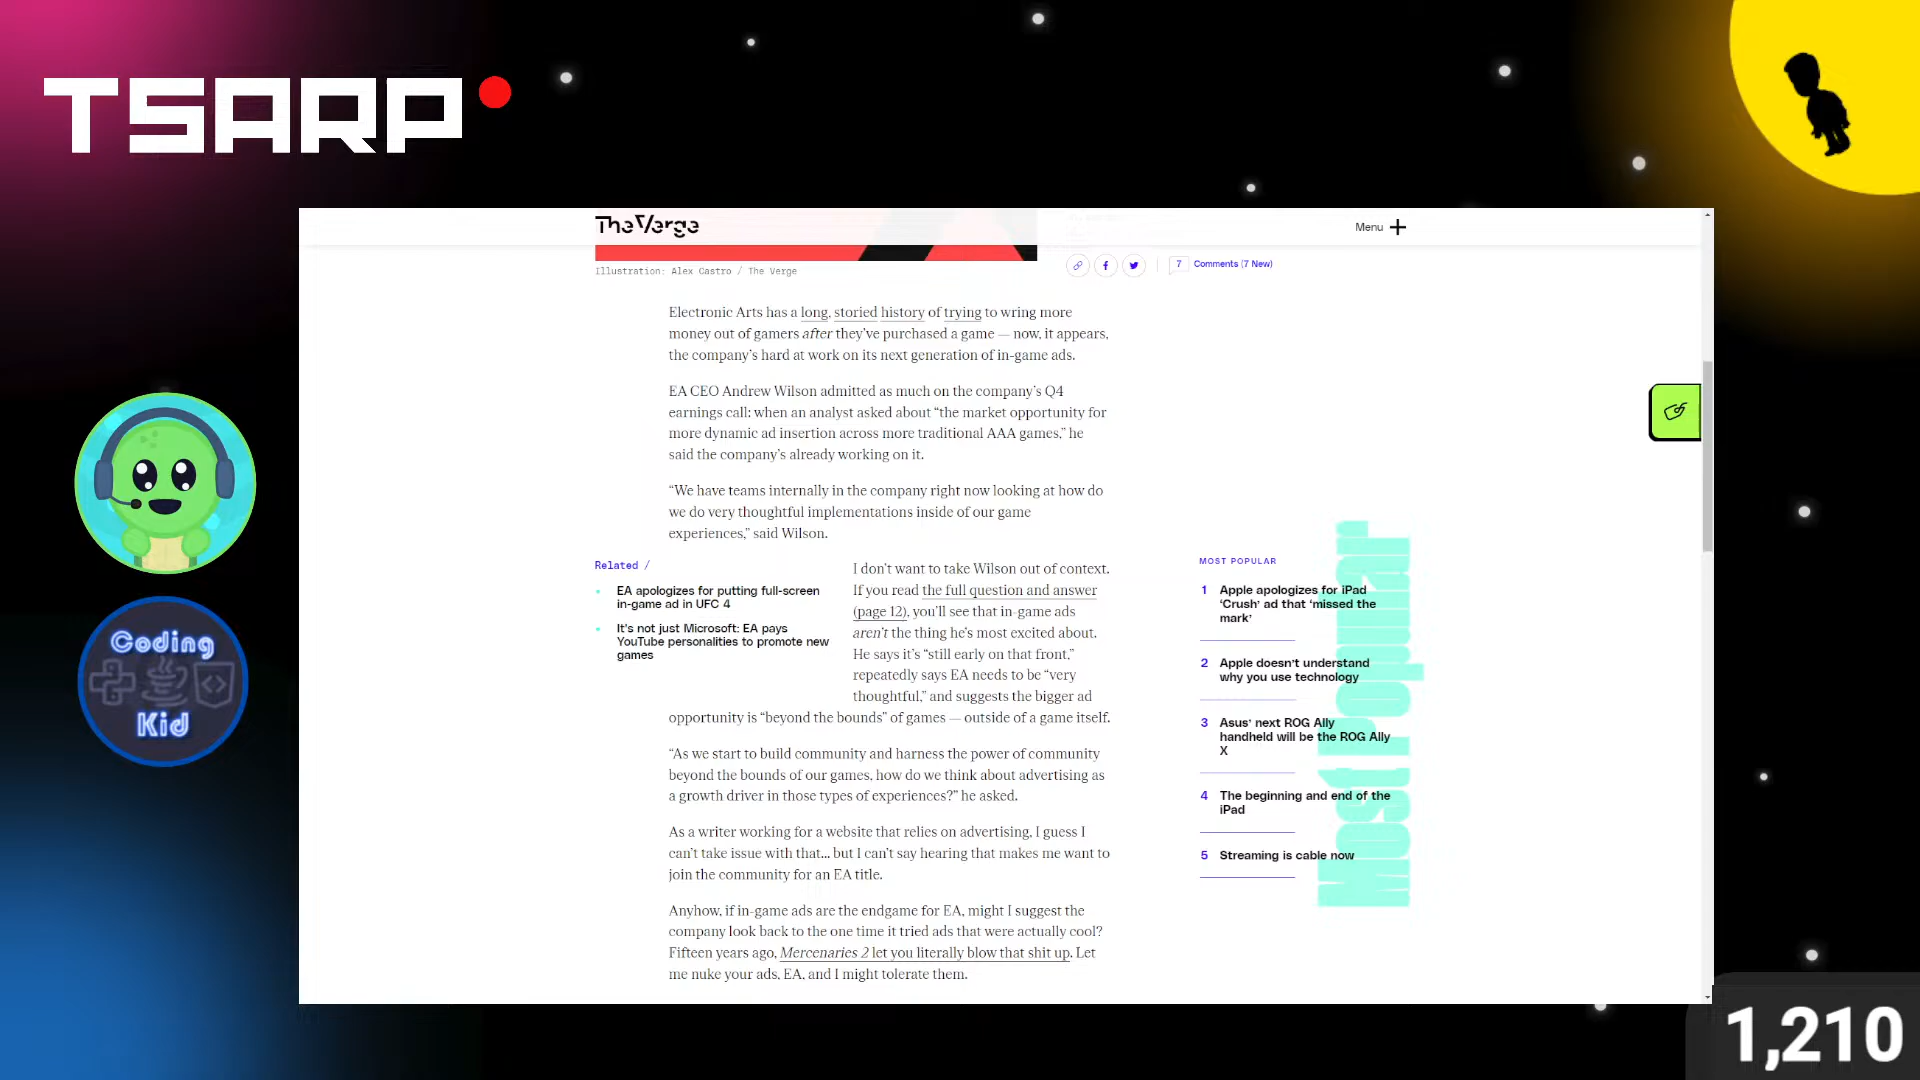 TSARP
The Verge
Menu
Illustration: Alex Castro / The Verge
7 Comments (7 New)
Electronic Arts has a long, storied history of trying to wring more
money out of gamers after they’ve purchased a game — now, it appears,
the company’s hard at work on its next generation of in-game ads.
EA CEO Andrew Wilson admitted as much on the company’s Q4
earnings call: when an analyst asked about “the market opportunity for
more dynamic ad insertion across more traditional AAA games,” he
said the company’s already working on it.
“We have teams internally in the company right now looking at how do
we do very thoughtful implementations inside of our game
experiences,” said Wilson.
Related /
EA apologizes for putting full-screen
in-game ad in UFC 4
It’s not just Microsoft: EA pays
YouTube personalities to promote new
games
I don’t want to take Wilson out of context.
If you read the full question and answer
(page 12), you’ll see that in-game ads
aren’t the thing he’s most excited about.
He says it’s “still early on that front,”
repeatedly says EA needs to be “very
thoughtful,” and suggests the bigger ad
opportunity is “beyond the bounds” of games — outside of a game itself.
“As we start to build community and harness the power of community
beyond the bounds of our games, how do we think about advertising as
a growth driver in those types of experiences?” he asked.
As a writer working for a website that relies on advertising, I guess I
can’t take issue with that... but I can’t say hearing that makes me want to
join the community for an EA title.
Anyhow, if in-game ads are the endgame for EA, might I suggest the
company look back to the one time it tried ads that were actually cool?
Fifteen years ago, Mercenaries 2 let you literally blow that shit up. Let
me nuke your ads, EA, and I might tolerate them.
MOST POPULAR
1 Apple apologizes for iPad
‘Crush’ ad that ‘missed the
mark’
2 Apple doesn’t understand
why you use technology
3 Asus’ next ROG Ally
handheld will be the ROG Ally
X
4 The beginning and end of the
iPad
5 Streaming is cable now
Most Popular
Coding
Kid
1,210